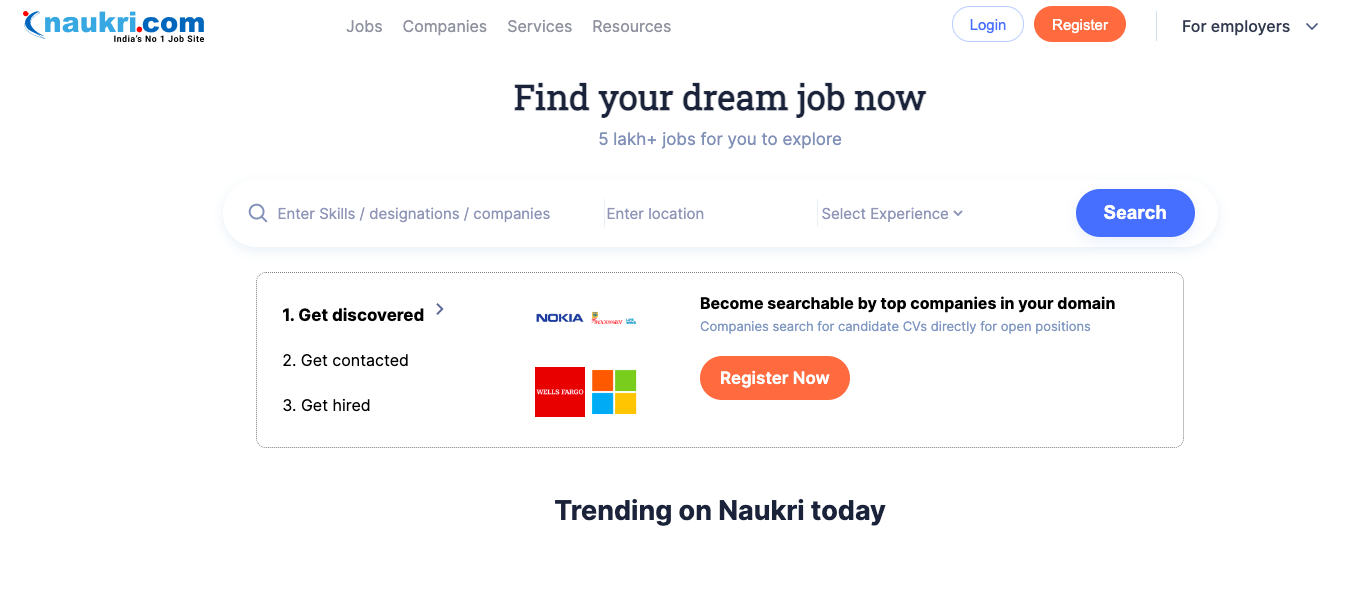 naukri.com
India's No 1 Job Site
Jobs Companies Services Resources
Login Register For employers
Find your dream job now
5 lakh+ jobs for you to explore
Enter Skills / designations / companies Enter location Select Experience Search
1. Get discovered
2. Get contacted
3. Get hired
NOKIA
WELLS FARGO
Become searchable by top companies in your domain
Companies search for candidate CVs directly for open positions
Register Now
Trending on Naukri today